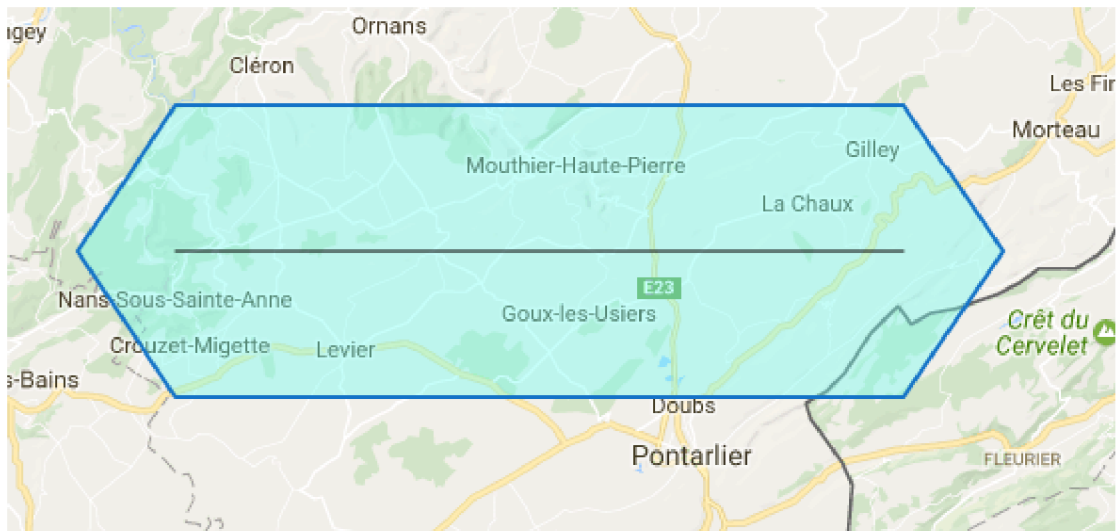 Ornans
Cléron
Les Fir
Morteau
Gilley
Mouthier-Haute-Pierre
La Chaux
E23
Nans-Sous-Sainte-Anne
Goux-les-Usiers
Crêt du
Cervelet
Crouzet-Migette
Levier
s-Bains
Doubs
Pontarlier
FLEURIER